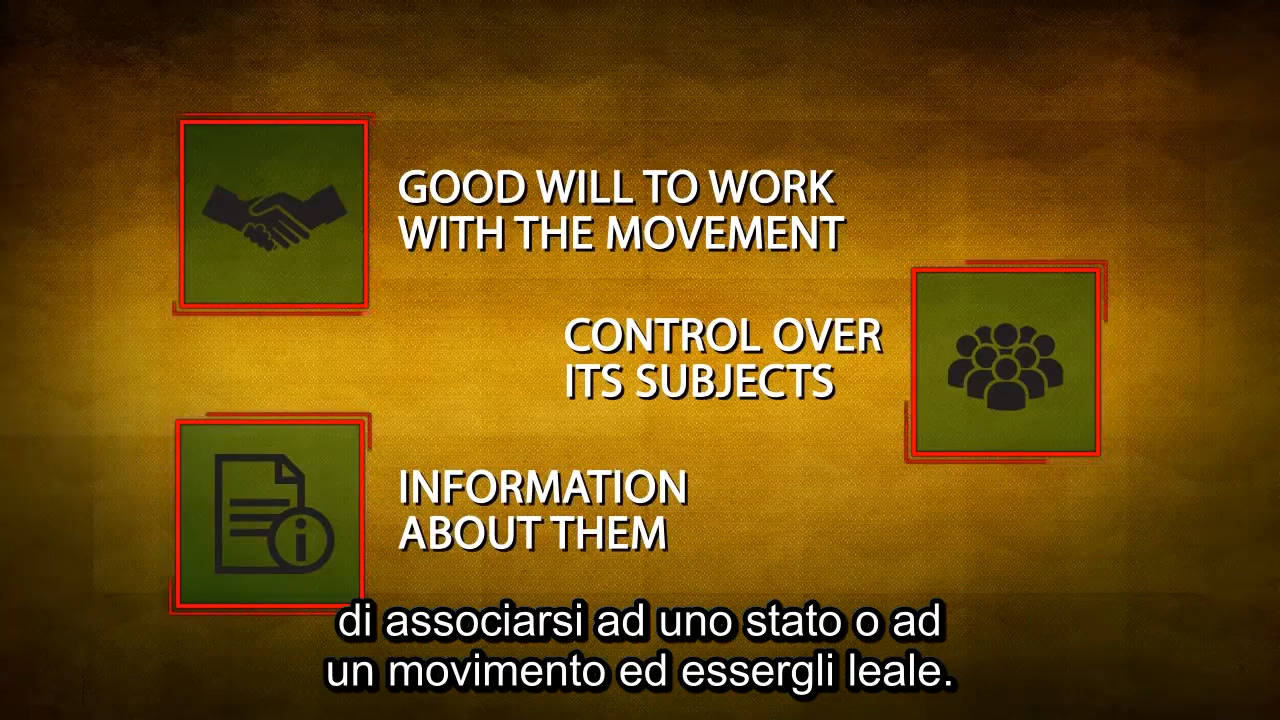 GOOD WILL TO WORK
WITH THE MOVEMENT
CONTROL OVER
ITS SUBJECTS
INFORMATION
ABOUT THEM
di associarsi ad uno stato o ad
un movimento ed essergli leale.